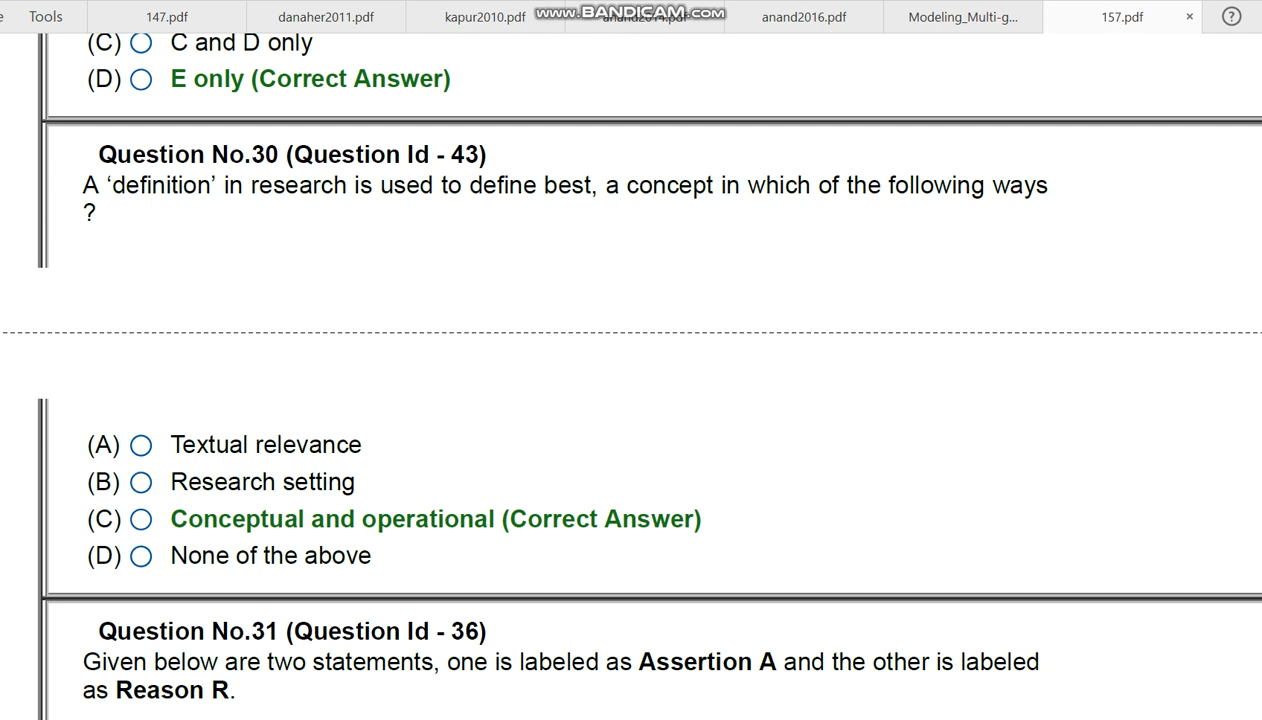 e
Tools
147.pdf
danaher2011.pdf
kapur2010.pdf
www.BANDICAM.com
anand2014.pdf
anand2016.pdf
Modeling_Multi-g...
157.pdf
×
?
(C) C and D only
(D) E only (Correct Answer)
Question No.30 (Question Id - 43)
A ‘definition’ in research is used to define best, a concept in which of the following ways
?
(A) Textual relevance
(B) Research setting
(C) Conceptual and operational (Correct Answer)
(D) None of the above
Question No.31 (Question Id - 36)
Given below are two statements, one is labeled as Assertion A and the other is labeled
as Reason R.